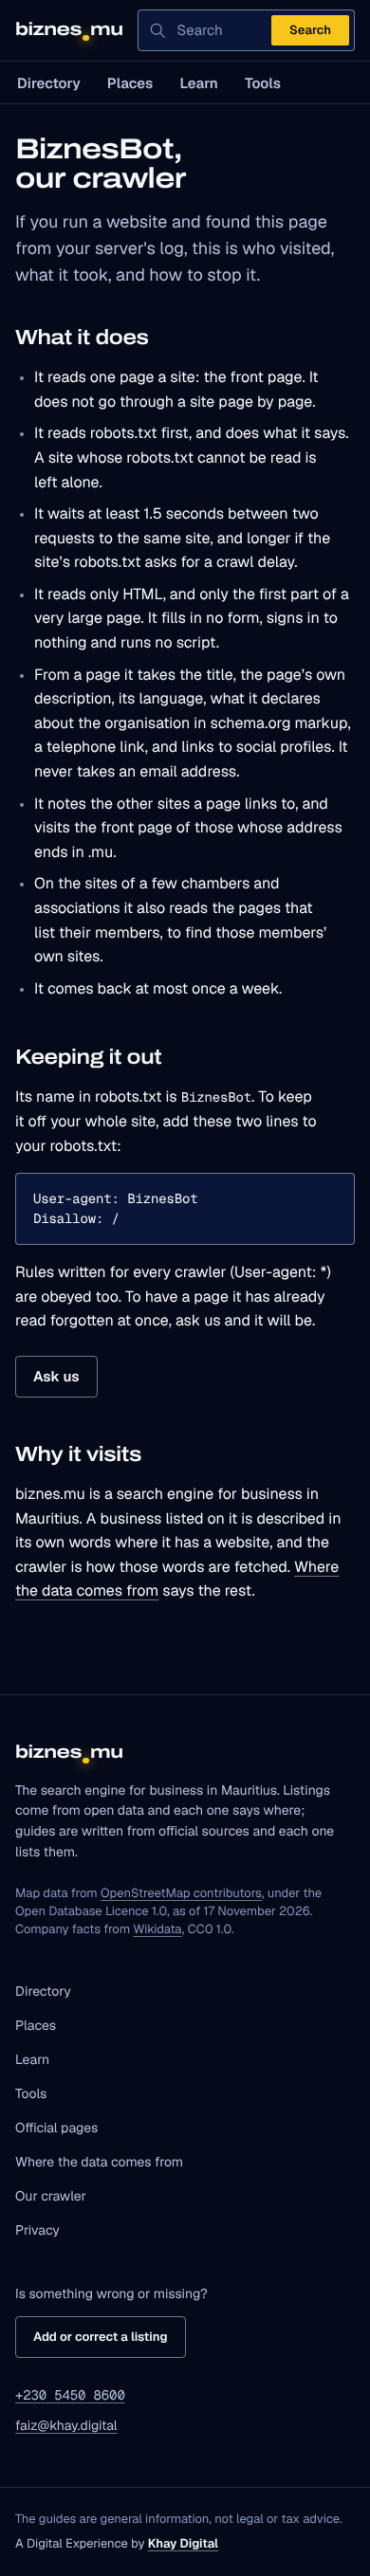 biznes.mu
Search
Search
Directory Places Learn Tools
BiznesBot,
our crawler
If you run a website and found this page
from your server's log, this is who visited,
what it took, and how to stop it.
What it does
• It reads one page a site: the front page. It
does not go through a site page by page.
• It reads robots.txt first, and does what it says.
A site whose robots.txt cannot be read is
left alone.
• It waits at least 1.5 seconds between two
requests to the same site, and longer if the
site’s robots.txt asks for a crawl delay.
• It reads only HTML, and only the first part of a
very large page. It fills in no form, signs in to
nothing and runs no script.
• From a page it takes the title, the page’s own
description, its language, what it declares
about the organisation in schema.org markup,
a telephone link, and links to social profiles. It
never takes an email address.
• It notes the other sites a page links to, and
visits the front page of those whose address
ends in .mu.
• On the sites of a few chambers and
associations it also reads the pages that
list their members, to find those members’
own sites.
• It comes back at most once a week.
Keeping it out
Its name in robots.txt is BiznesBot. To keep
it off your whole site, add these two lines to
your robots.txt:
User-agent: BiznesBot
Disallow: /
Rules written for every crawler (User-agent: *)
are obeyed too. To have a page it has already
read forgotten at once, ask us and it will be.
Ask us
Why it visits
biznes.mu is a search engine for business in
Mauritius. A business listed on it is described in
its own words where it has a website, and the
crawler is how those words are fetched. Where
the data comes from says the rest.
biznes.mu
The search engine for business in Mauritius. Listings
come from open data and each one says where;
guides are written from official sources and each one
lists them.
Map data from OpenStreetMap contributors, under the
Open Database Licence 1.0, as of 17 November 2026.
Company facts from Wikidata, CC0 1.0.
Directory
Places
Learn
Tools
Official pages
Where the data comes from
Our crawler
Privacy
Is something wrong or missing?
Add or correct a listing
+230 5450 8600
faiz@khay.digital
The guides are general information, not legal or tax advice.
A Digital Experience by Khay Digital